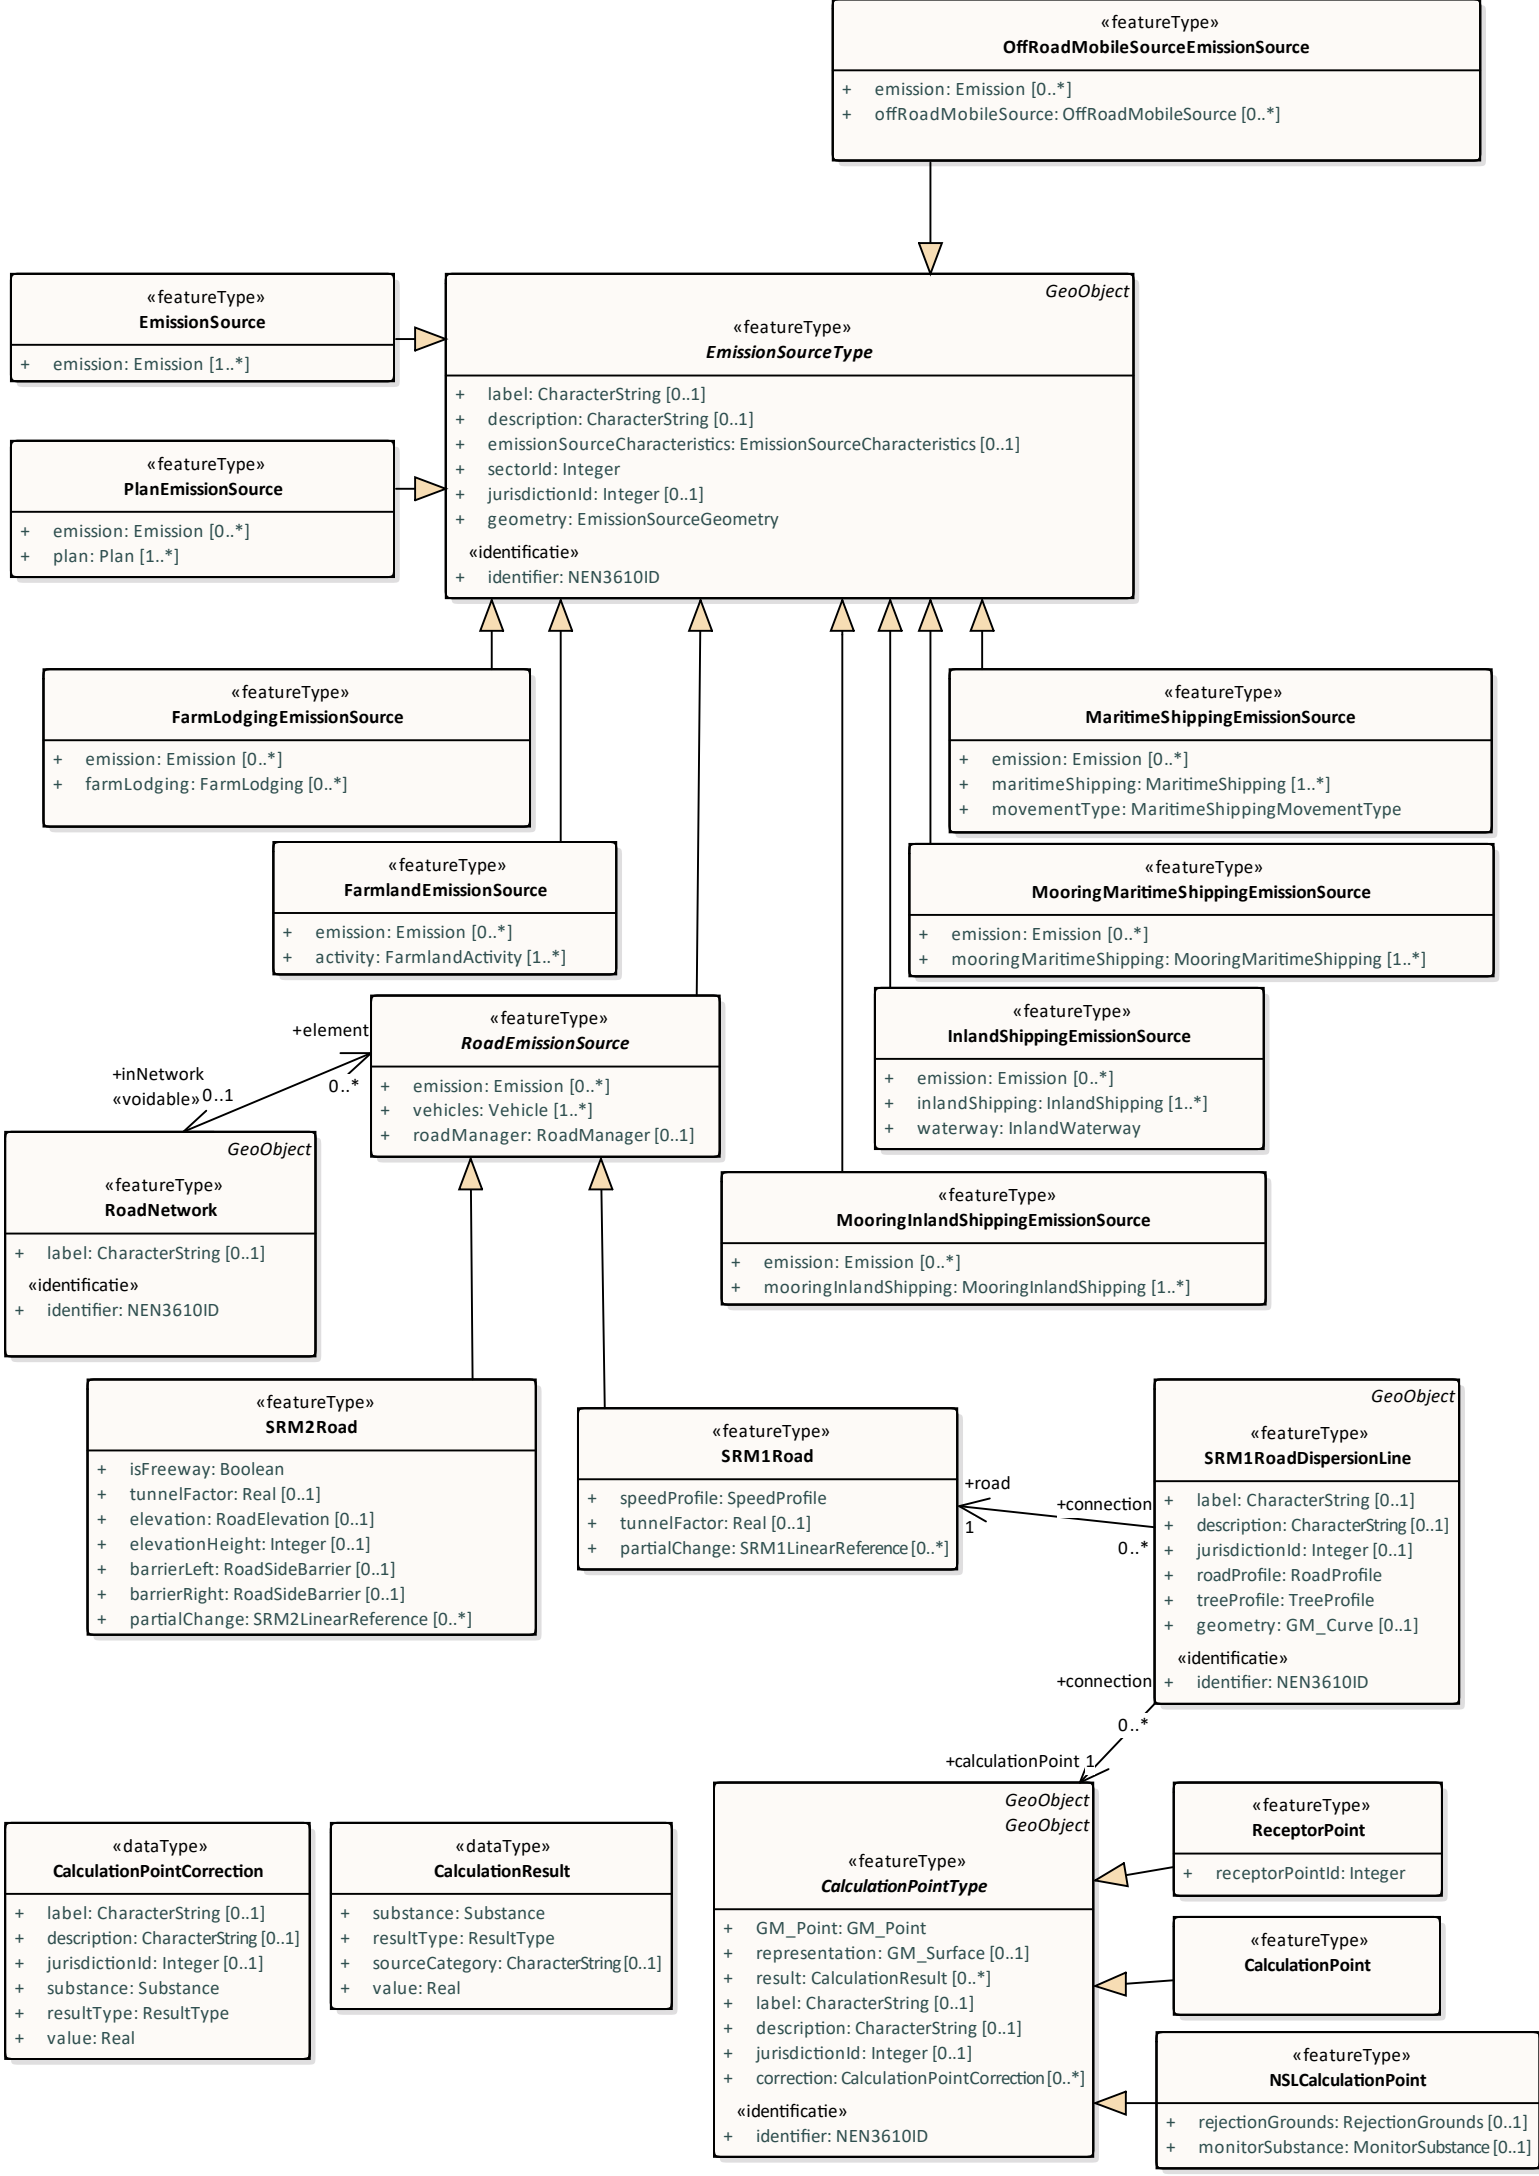 «featureType»
OffRoadMobileSourceEmissionSource
+ emission: Emission [0..*]
+ offRoadMobileSource: OffRoadMobileSource [0..*]
«featureType»
EmissionSource
+ emission: Emission [1..*]
GeoObject
«featureType»
EmissionSourceType
+ label: CharacterString [0..1]
+ description: CharacterString [0..1]
+ emissionSourceCharacteristics: EmissionSourceCharacteristics [0..1]
+ sectorId: Integer
+ jurisdictionId: Integer [0..1]
+ geometry: EmissionSourceGeometry
«identificatie»
+ identifier: NEN3610ID
«featureType»
PlanEmissionSource
+ emission: Emission [0..*]
+ plan: Plan [1..*]
«featureType»
FarmLodgingEmissionSource
+ emission: Emission [0..*]
+ farmLodging: FarmLodging [0..*]
«featureType»
MaritimeShippingEmissionSource
+ emission: Emission [0..*]
+ maritimeShipping: MaritimeShipping [1..*]
+ movementType: MaritimeShippingMovementType
«featureType»
FarmlandEmissionSource
+ emission: Emission [0..*]
+ activity: FarmlandActivity [1..*]
«featureType»
MooringMaritimeShippingEmissionSource
+ emission: Emission [0..*]
+ mooringMaritimeShipping: MooringMaritimeShipping [1..*]
«featureType»
RoadEmissionSource
+ emission: Emission [0..*]
+ vehicles: Vehicle [1..*]
+ roadManager: RoadManager [0..1]
+element
0..*
+inNetwork
«voidable»
0..1
«featureType»
InlandShippingEmissionSource
+ emission: Emission [0..*]
+ inlandShipping: InlandShipping [1..*]
+ waterway: InlandWaterway
GeoObject
«featureType»
RoadNetwork
+ label: CharacterString [0..1]
«identificatie»
+ identifier: NEN3610ID
«featureType»
MooringInlandShippingEmissionSource
+ emission: Emission [0..*]
+ mooringInlandShipping: MooringInlandShipping [1..*]
«featureType»
SRM2Road
+ isFreeway: Boolean
+ tunnelFactor: Real [0..1]
+ elevation: RoadElevation [0..1]
+ elevationHeight: Integer [0..1]
+ barrierLeft: RoadSideBarrier [0..1]
+ barrierRight: RoadSideBarrier [0..1]
+ partialChange: SRM2LinearReference [0..*]
«featureType»
SRM1Road
+ speedProfile: SpeedProfile
+ tunnelFactor: Real [0..1]
+ partialChange: SRM1LinearReference [0..*]
+road
1
+connection
0..*
GeoObject
«featureType»
SRM1RoadDispersionLine
+ label: CharacterString [0..1]
+ description: CharacterString [0..1]
+ jurisdictionId: Integer [0..1]
+ roadProfile: RoadProfile
+ treeProfile: TreeProfile
+ geometry: GM_Curve [0..1]
«identificatie»
+ identifier: NEN3610ID
+connection
0..*
+calculationPoint 1
«dataType»
CalculationPointCorrection
+ label: CharacterString [0..1]
+ description: CharacterString [0..1]
+ jurisdictionId: Integer [0..1]
+ substance: Substance
+ resultType: ResultType
+ value: Real
«dataType»
CalculationResult
+ substance: Substance
+ resultType: ResultType
+ sourceCategory: CharacterString [0..1]
+ value: Real
GeoObject
GeoObject
«featureType»
CalculationPointType
+ GM_Point: GM_Point
+ representation: GM_Surface [0..1]
+ result: CalculationResult [0..*]
+ label: CharacterString [0..1]
+ description: CharacterString [0..1]
+ jurisdictionId: Integer [0..1]
+ correction: CalculationPointCorrection [0..*]
«identificatie»
+ identifier: NEN3610ID
«featureType»
ReceptorPoint
+ receptorPointId: Integer
«featureType»
CalculationPoint
«featureType»
NSLCalculationPoint
+ rejectionGrounds: RejectionGrounds [0..1]
+ monitorSubstance: MonitorSubstance [0..1]